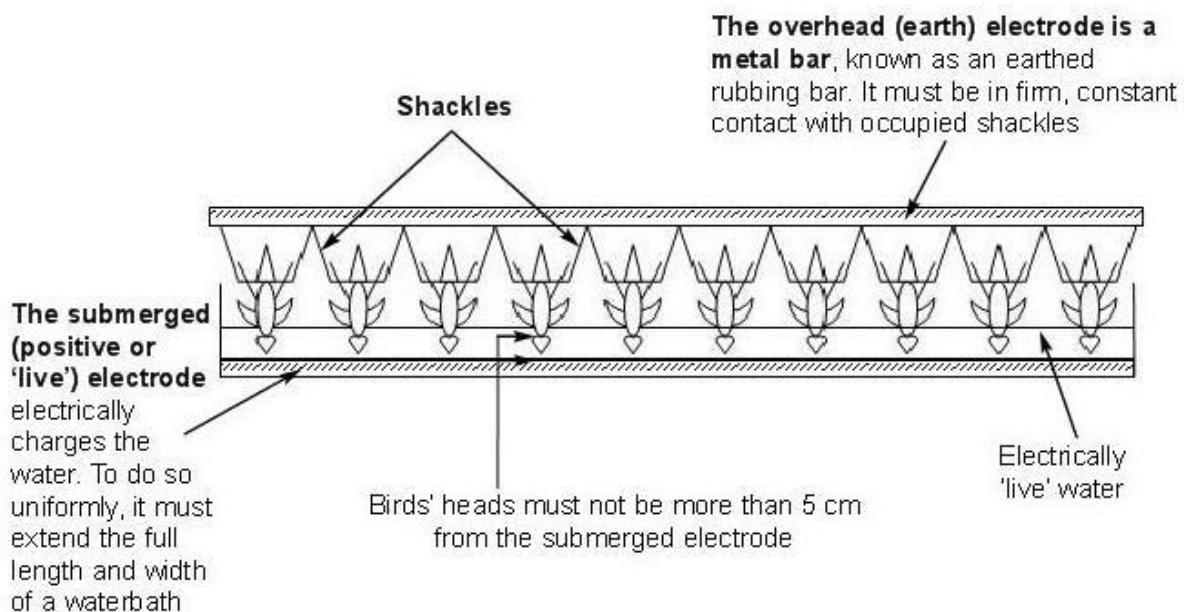 The overhead (earth) electrode is a
metal bar, known as an earthed
rubbing bar. It must be in firm, constant
contact with occupied shackles
Shackles
The submerged
(positive or
‘live’) electrode
electrically
charges the
water. To do so
uniformly, it must
extend the full
length and width
of a waterbath
Birds’ heads must not be more than 5 cm
from the submerged electrode
Electrically
‘live’ water